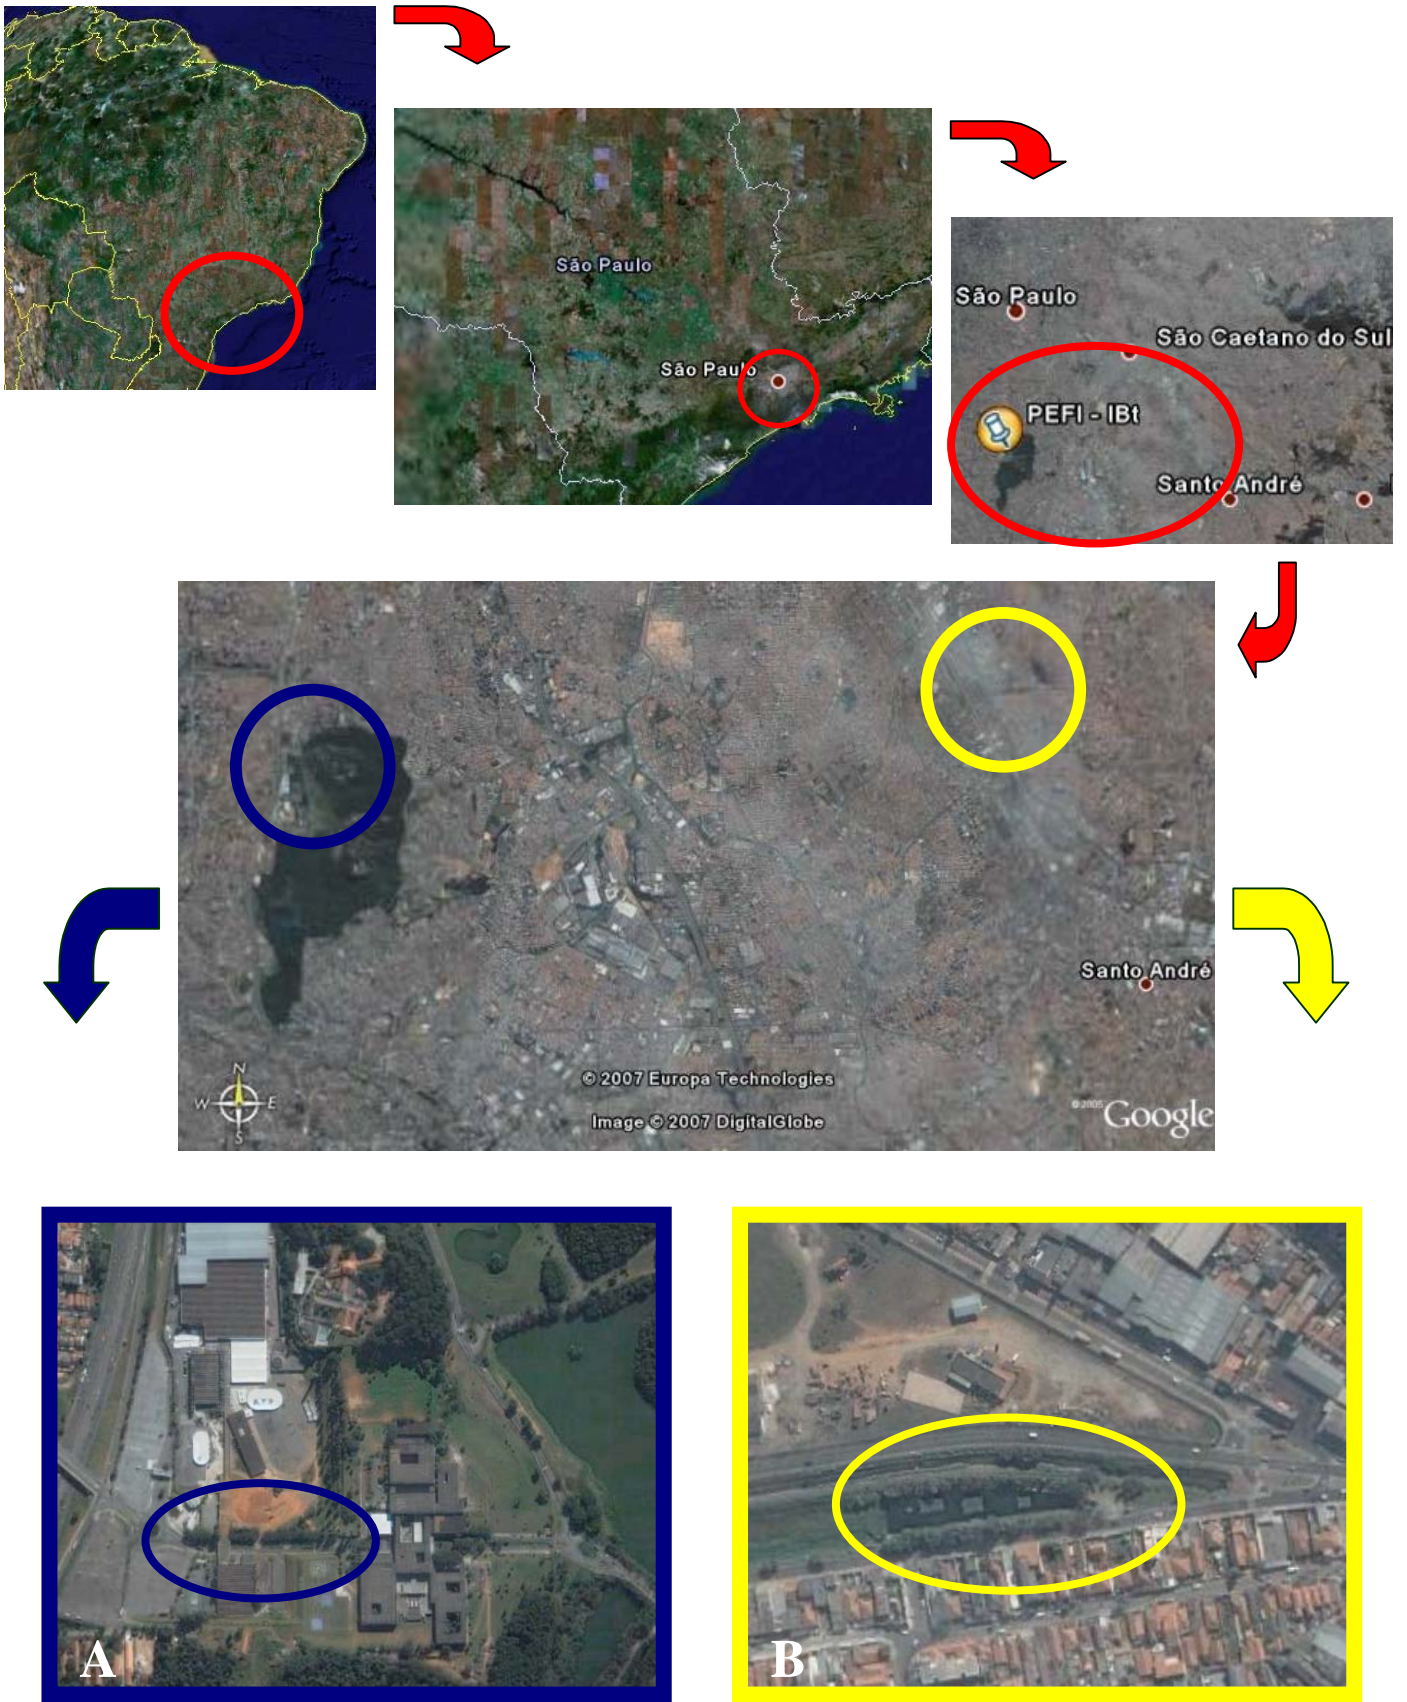 São Paulo
São Paulo
São Paulo
São Caetano do Sul
PEFI - IBt
Santo André
Santo André
N
W
E
S
© 2007 Europa Technologies
Image © 2007 DigitalGlobe
©2005 Google
A
B